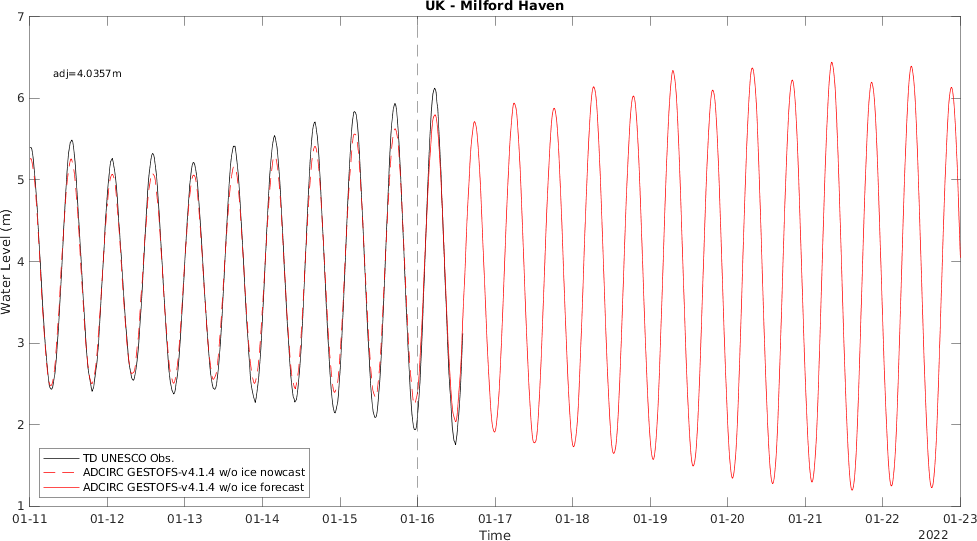 UK - Milford Haven
7
adj=4.0357m
6
5
4
3
2
1
Water Level (m)
TD UNESCO Obs.
ADCIRC GESTOFS-v4.1.4 w/o ice nowcast
ADCIRC GESTOFS-v4.1.4 w/o ice forecast
01-11 01-12 01-13 01-14 01-15 01-16 01-17 01-18 01-19 01-20 01-21 01-22 01-23
Time
2022